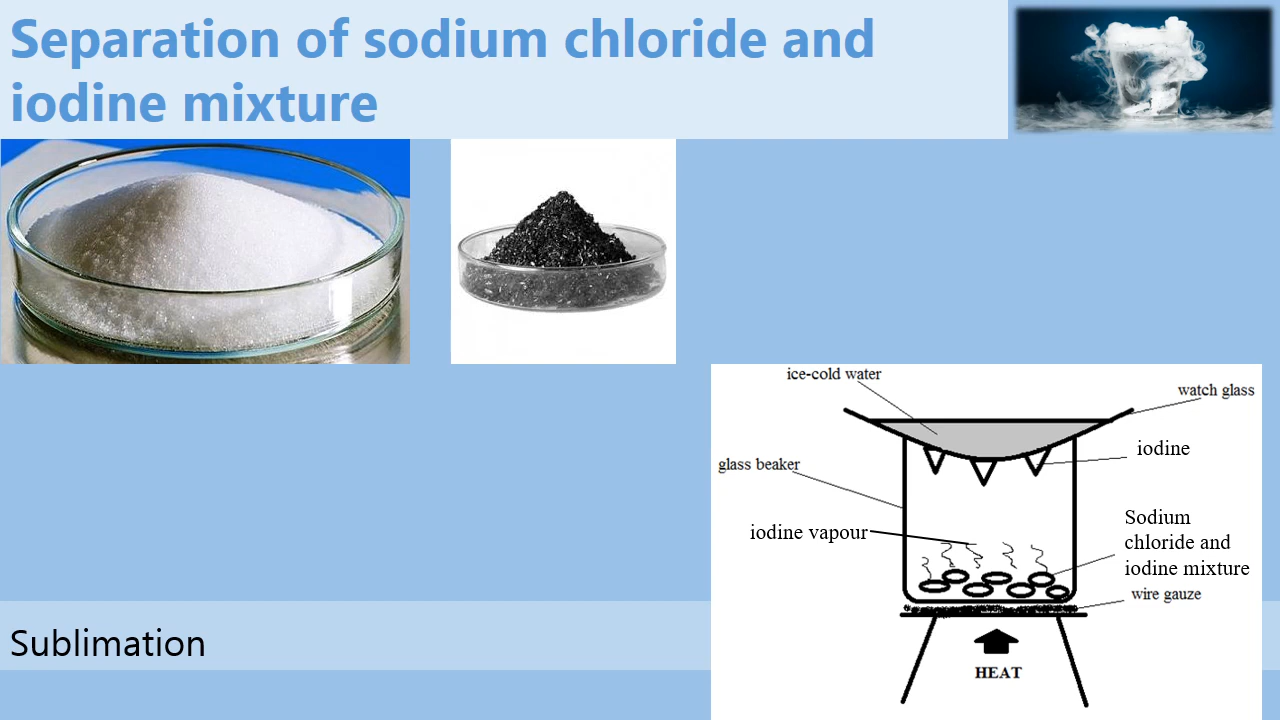 Separation of sodium chloride and
iodine mixture
ice-cold water
watch glass
iodine
glass beaker
Sodium
chloride and
iodine mixture
iodine vapour
wire gauze
HEAT
Sublimation